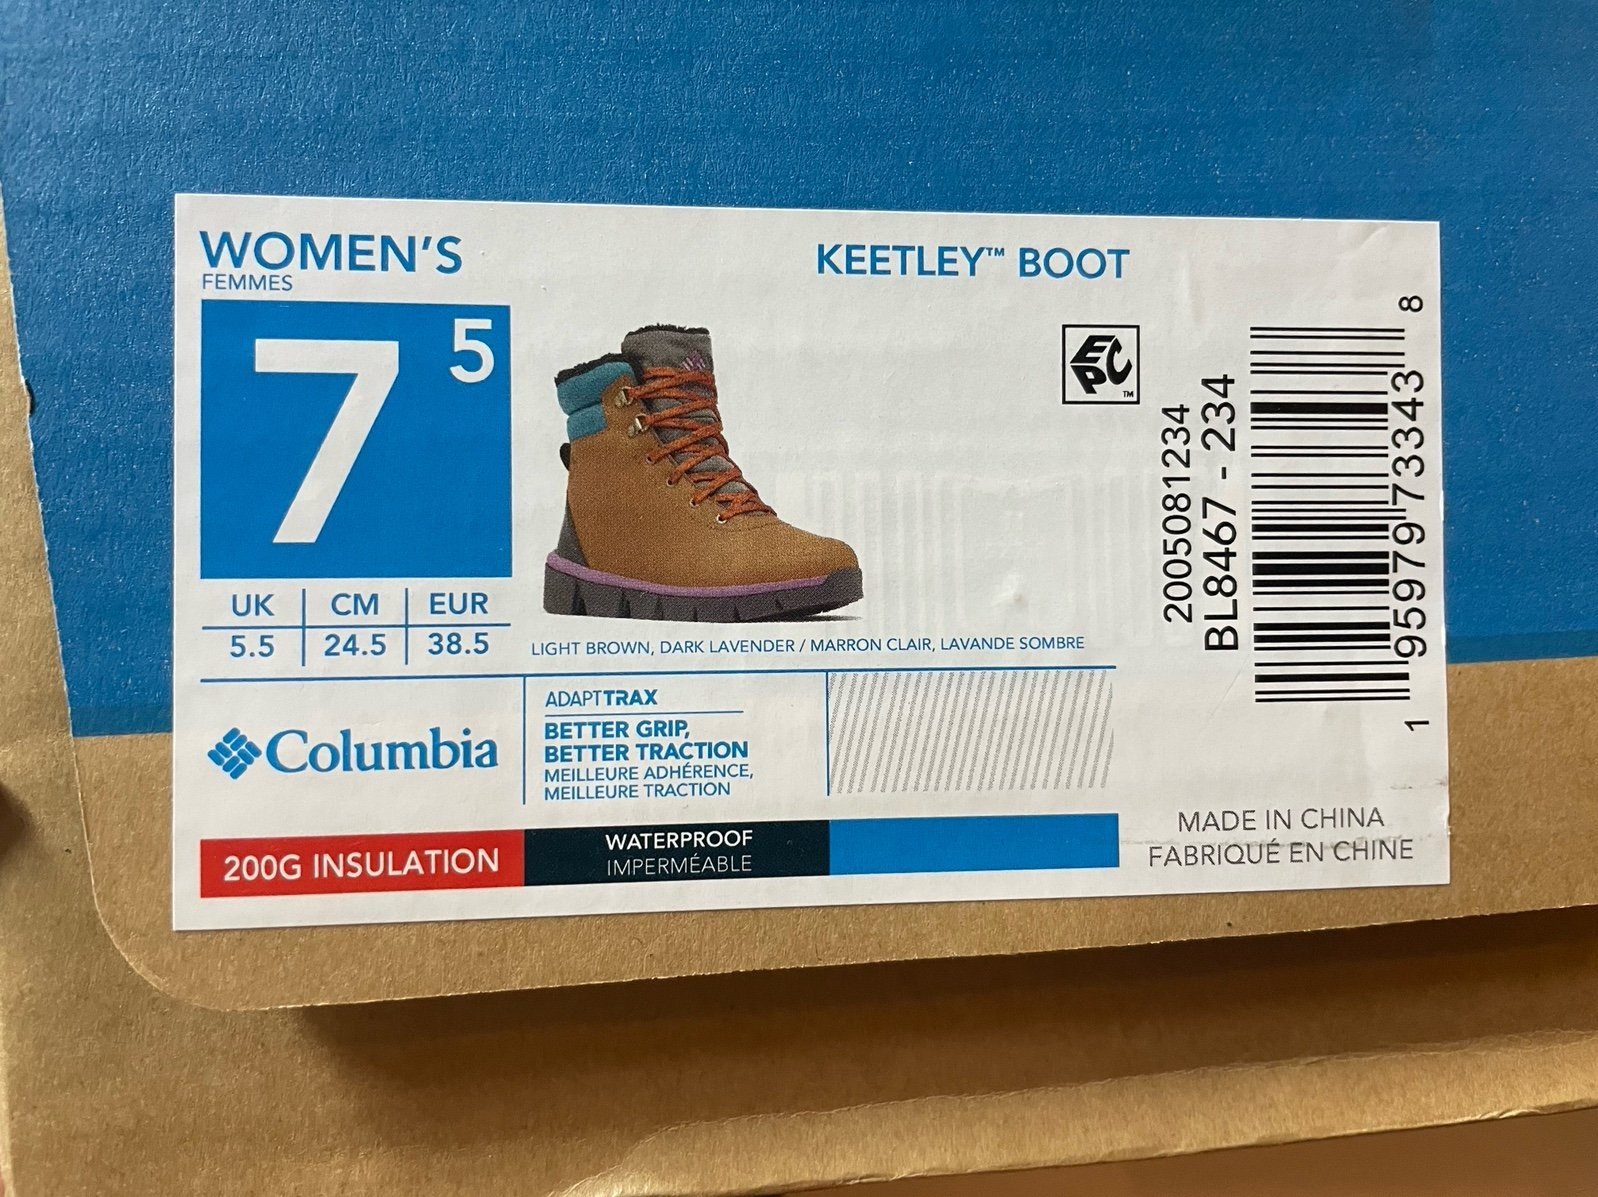 WOMEN'S
FEMMES
7 5
UK CM EUR
5.5 24.5 38.5
KEETLEY™ BOOT
EPC™
LIGHT BROWN, DARK LAVENDER / MARRON CLAIR, LAVANDE SOMBRE
Columbia
ADAPTTRAX
BETTER GRIP,
BETTER TRACTION
MEILLEURE ADHÉRENCE,
MEILLEURE TRACTION
200G INSULATION
WATERPROOF
IMPERMÉABLE
2005081234
BL8467 - 234
1 95979 73343 8
MADE IN CHINA
FABRIQUÉ EN CHINE